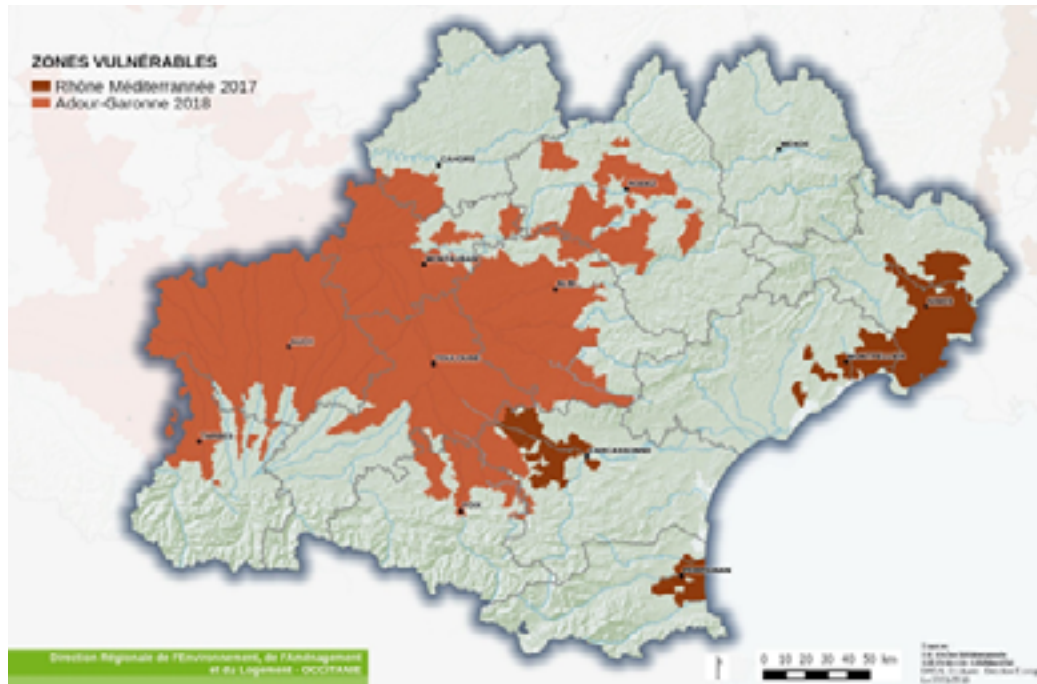 ZONES VULNÉRABLES
Rhône Méditerrannée 2017
Adour-Garonne 2018
CAHORS
MENDE
RODEZ
MONTAUBAN
ALBI
NIMES
AUCH
TOULOUSE
MONTPELLIER
TARBES
CARCASSONNE
FOIX
PERPIGNAN
Direction Régionale de l'Environnement, de l'Aménagement
et du Logement - OCCITANIE
0 10 20 30 40 50 km